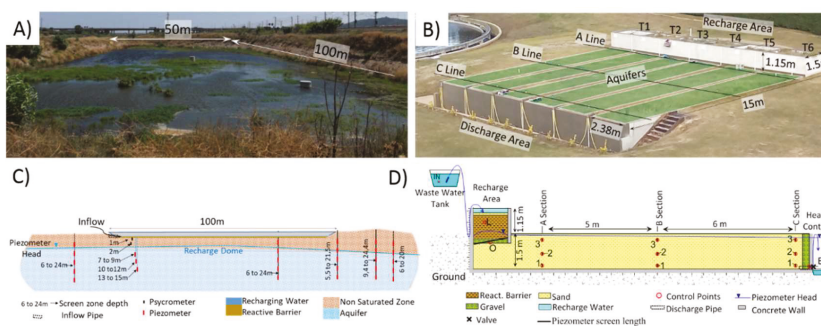 A)
50m
100m
B)
Recharge Area
T1 T2 T3 T4 T5 T6
A Line
B Line
C Line
1.15m
1.5
Aquifers
15m
2.38m
Discharge Area
C)
100m
Inflow
1m
2m
7 to 9m
10 to12m
13 to 15m
Piezometer
Head
Recharge Dome
6 to 24m
6 to24m
5,5 to 21,5m
9,4 to 24,4m
6 to 20m
6 to 24m Screen zone depth
Inflow Pipe
Psycrometer
Piezometer
Recharging Water
Reactive Barrier
Non Saturated Zone
Aquifer
D)
IN
Waste Water
Tank
Recharge
Area
L
O
1.15 m
1.5 m
A Section
5 m
B Section
6 m
C Section
Hea
Cont
3 2 1
3 2 1
3 2 1
Ground
React. Barrier
Gravel
Valve
Sand
Recharge Water
Piezometer screen length
Control Points
Discharge Pipe
Piezometer Head
Concrete Wall